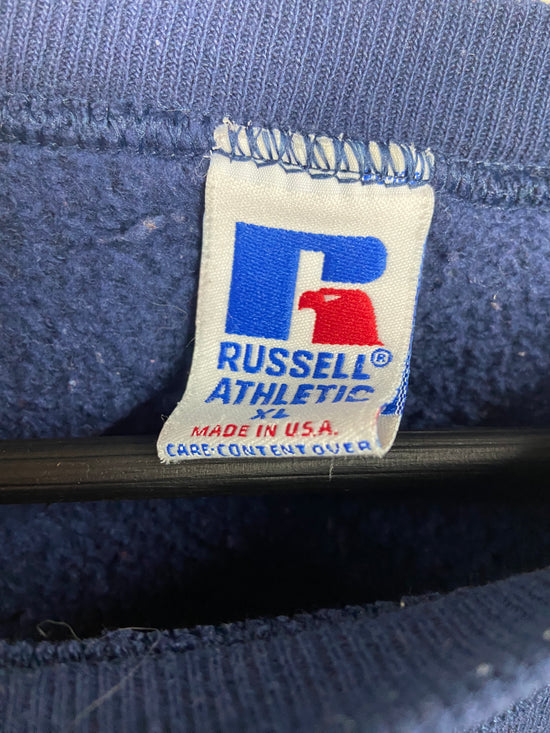 RUSSELL®
ATHLETIC
XL
MADE IN U.S.A.
CARE-CONTENT OVER